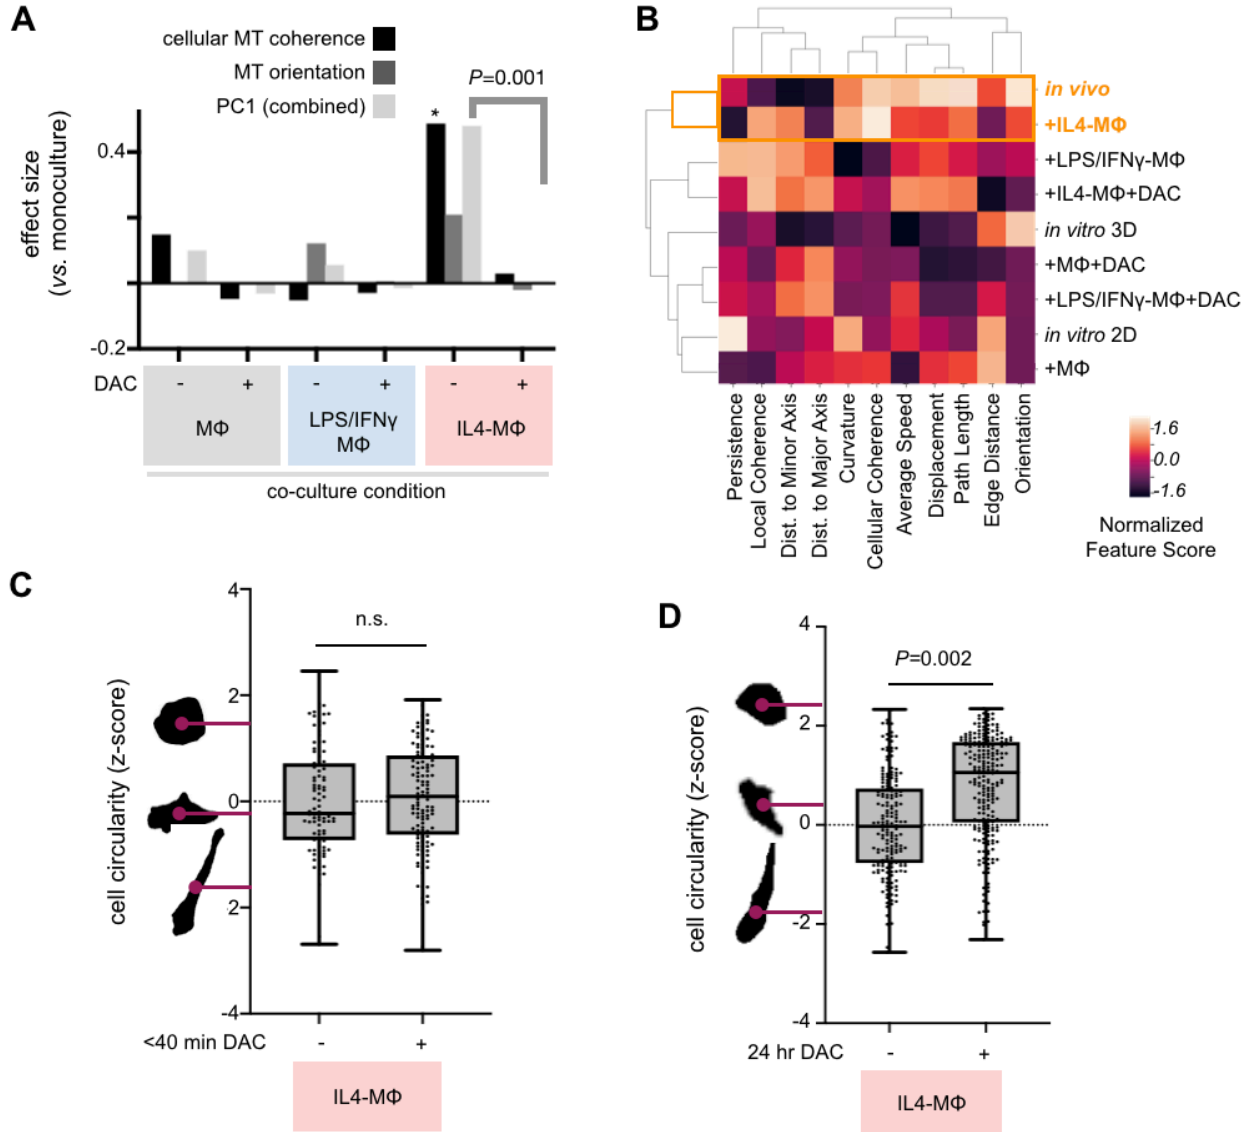 A
cellular MT coherence
MT orientation
PC1 (combined)
P=0.001
*
effect size
(vs. monoculture)
0.4
-0.2
DAC - + - + - +
MΦ
LPS/IFNγ
MΦ
IL4-MΦ
co-culture condition
B
in vivo
+IL4-MΦ
+LPS/IFNγ-MΦ
+IL4-MΦ+DAC
in vitro 3D
+MΦ+DAC
+LPS/IFNγ-MΦ+DAC
in vitro 2D
+MΦ
Persistence
Local Coherence
Dist. to Minor Axis
Dist. to Major Axis
Curvature
Cellular Coherence
Average Speed
Displacement
Path Length
Edge Distance
Orientation
1.6
0.0
-1.6
Normalized
Feature Score
C
cell circularity (z-score)
4
2
0
2
-4
n.s.
<40 min DAC - +
IL4-MΦ
D
cell circularity (z-score)
4
2
0
-2
-4
P=0.002
24 hr DAC - +
IL4-MΦ